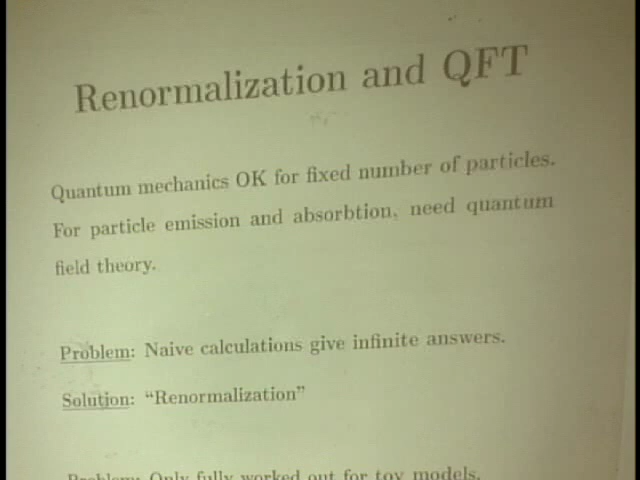 Renormalization and QFT
Quantum mechanics OK for fixed number of particles.
For particle emission and absorbtion, need quantum
field theory.
Problem: Naive calculations give infinite answers.
Solution: “Renormalization”
Problem: Only fully worked out for toy models.